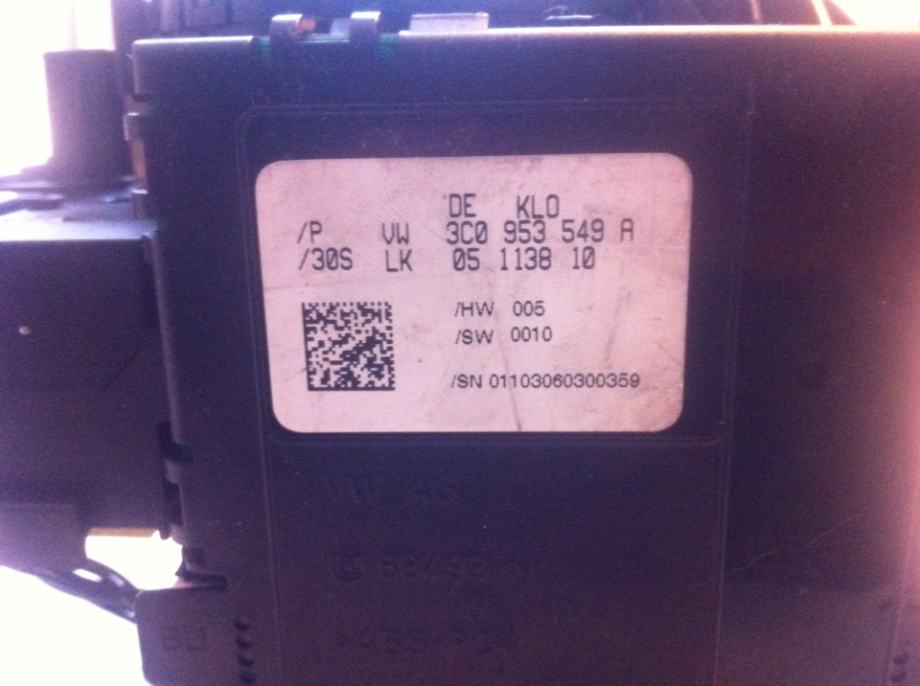 DE KLO
/P VW 3C0 953 549 A
/30S LK 05 1138 10
/HW 005
/SW 0010
/SN 01103060300359